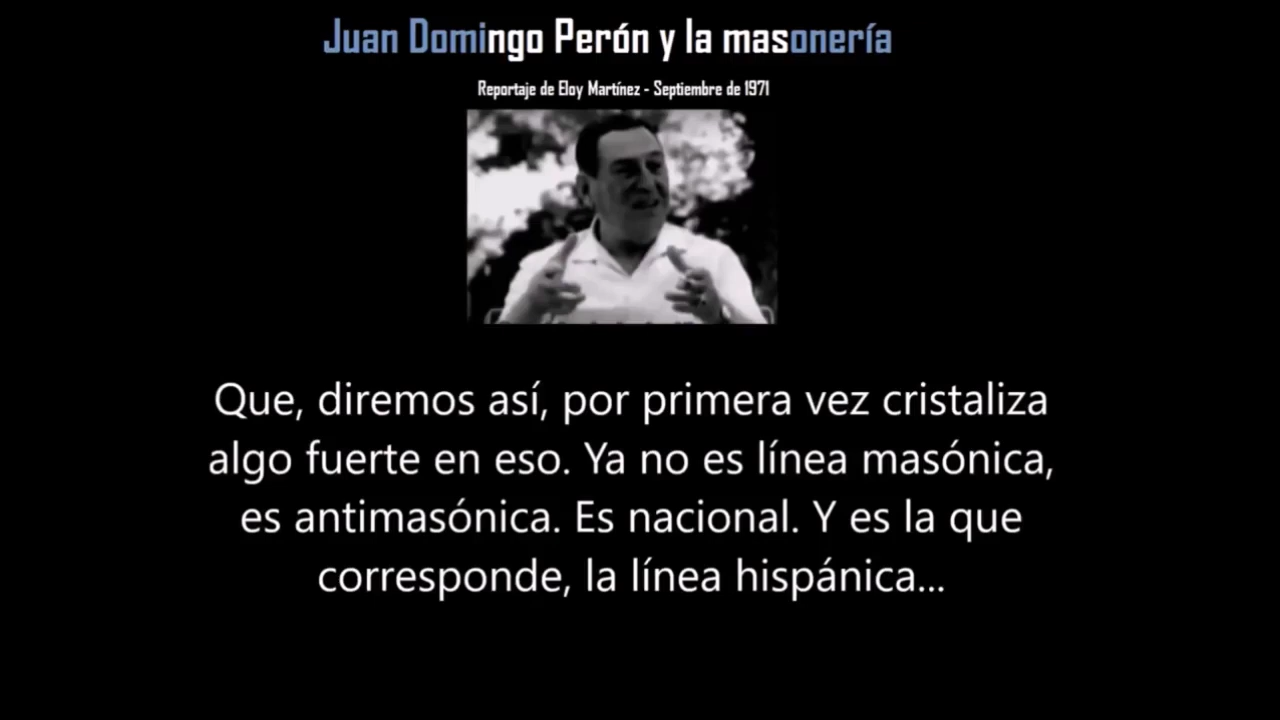 Juan Domingo Perón y la masonería
Reportaje de Eloy Martínez - Septiembre de 1971
Que, diremos así, por primera vez cristaliza
algo fuerte en eso. Ya no es línea masónica,
es antimasónica. Es nacional. Y es la que
corresponde, la línea hispánica...